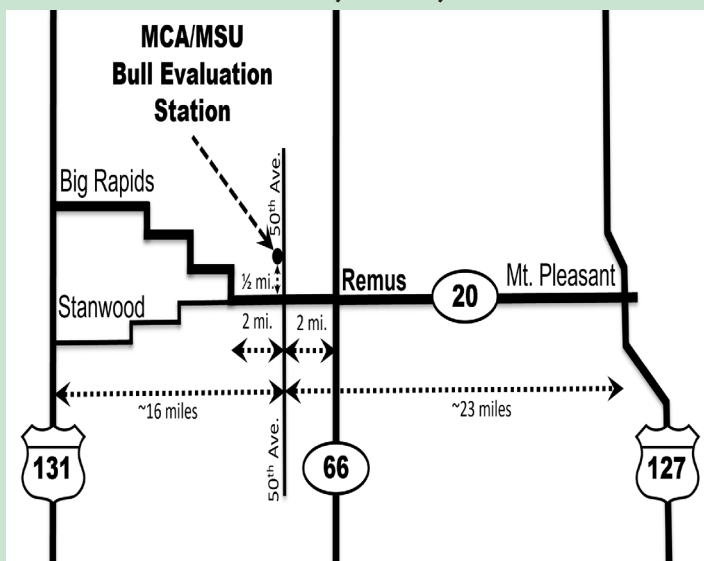 MCA/MSU
Bull Evaluation
Station
Big Rapids
50th Ave.
½ mi.
Remus
20
Mt. Pleasant
Stanwood
2 mi.
2 mi.
~16 miles
~23 miles
50th Ave.
131
66
127